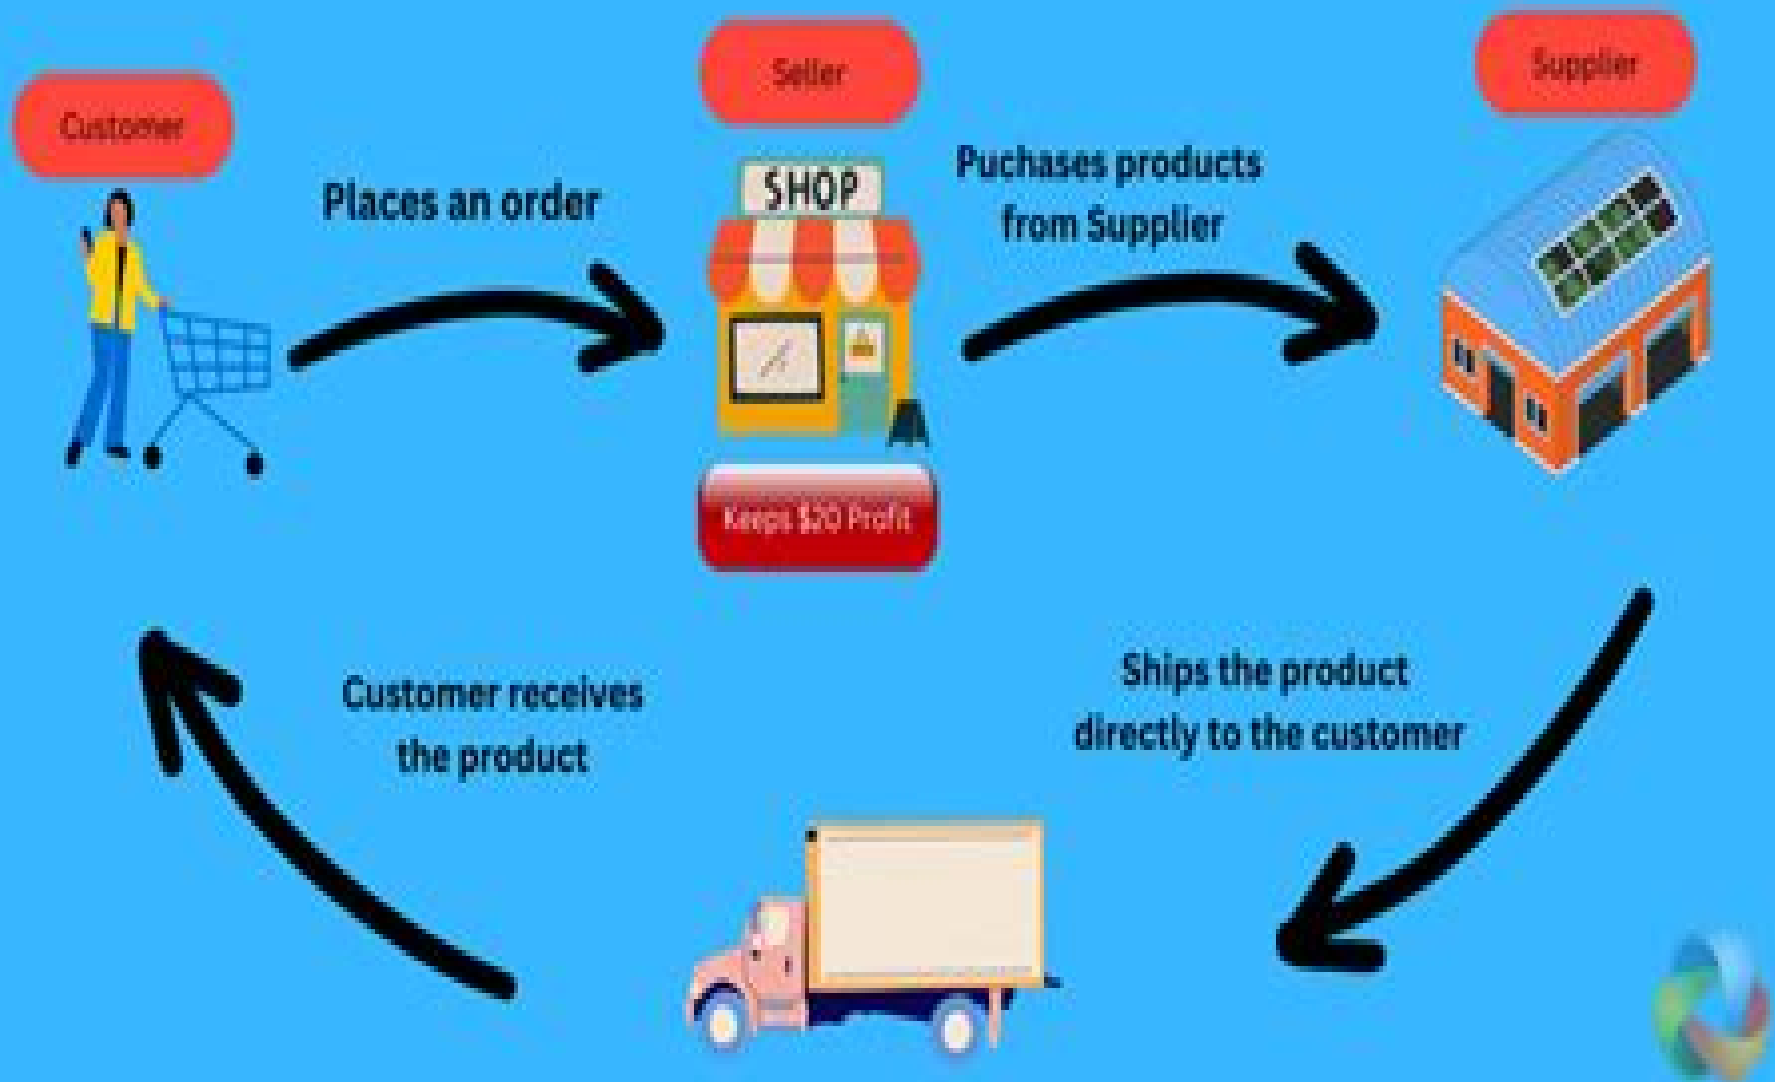 Customer
Seller
Supplier
Places an order
SHOP
Puchases products
from Supplier
Keeps $20 Profit
Customer receives
the product
Ships the product
directly to the customer